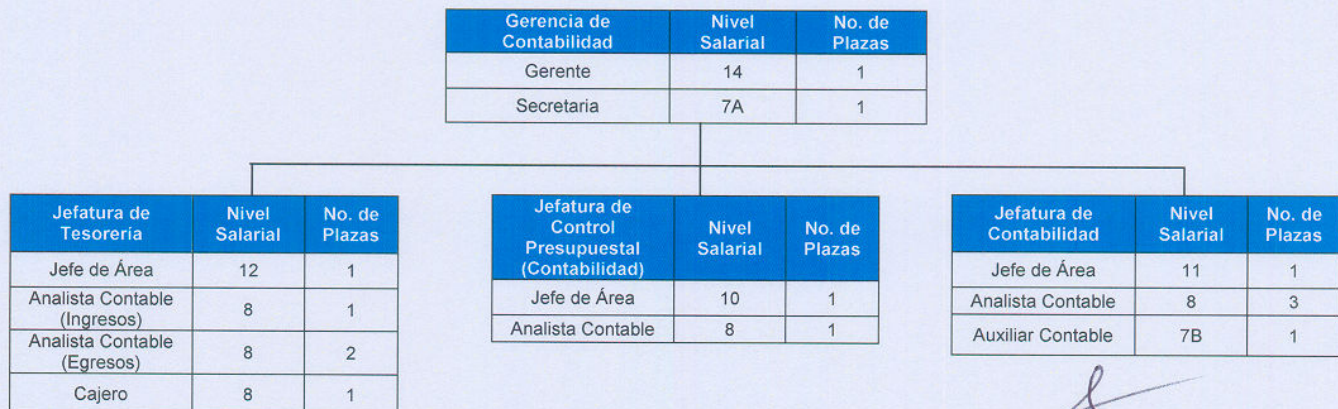 Gerencia de Contabilidad Nivel Salarial No. de Plazas
Gerente 14 1
Secretaria 7A 1
Jefatura de Tesorería Nivel Salarial No. de Plazas
Jefe de Área 12 1
Analista Contable (Ingresos) 8 1
Analista Contable (Egresos) 8 2
Cajero 8 1
Jefatura de Control Presupuestal (Contabilidad) Nivel Salarial No. de Plazas
Jefe de Área 10 1
Analista Contable 8 1
Jefatura de Contabilidad Nivel Salarial No. de Plazas
Jefe de Área 11 1
Analista Contable 8 3
Auxiliar Contable 7B 1